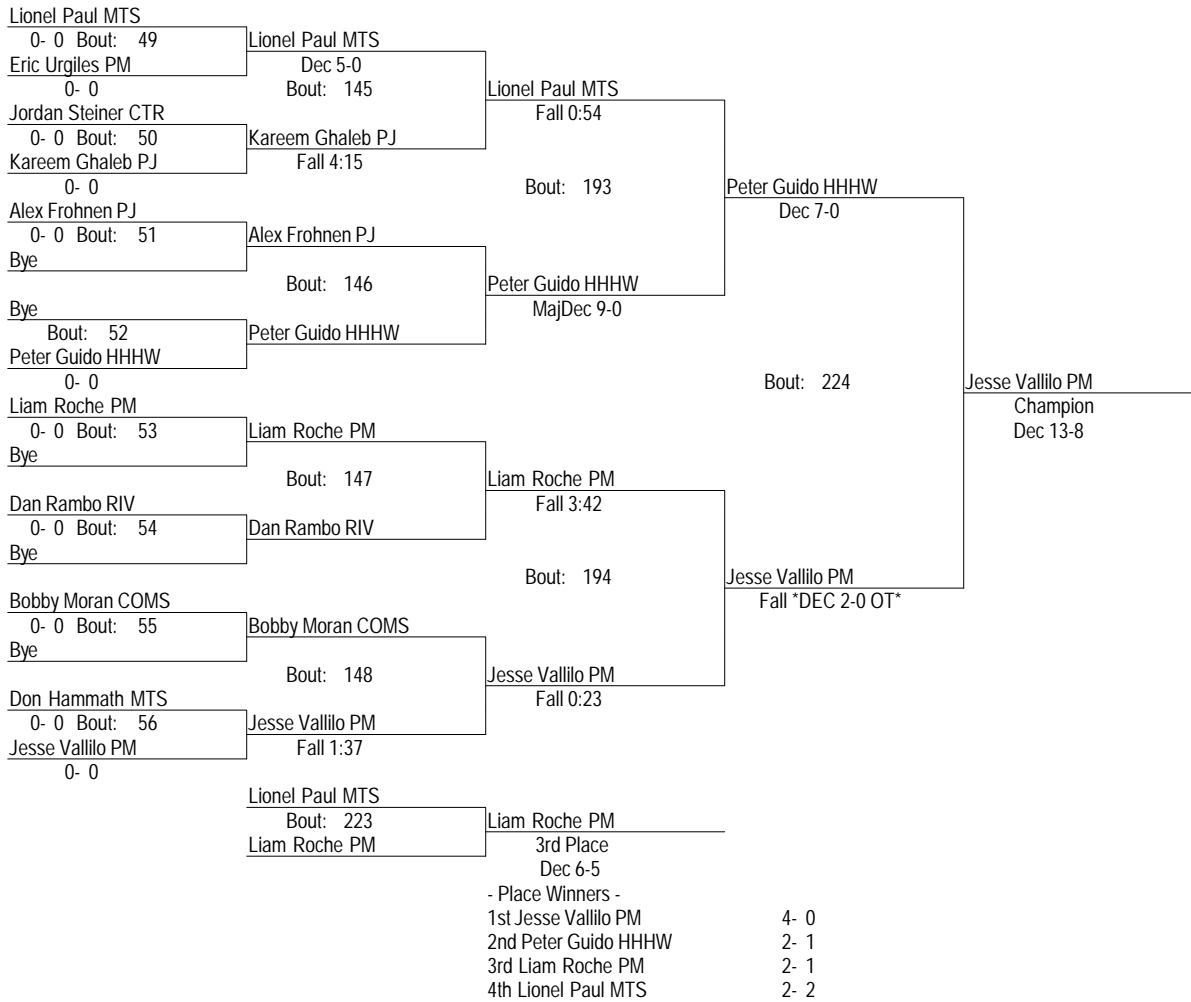 Lionel Paul MTS
0- 0 Bout: 49
Lionel Paul MTS
Eric Urgiles PM
Dec 5-0
0- 0
Bout: 145
Lionel Paul MTS
Jordan Steiner CTR
Fall 0:54
0- 0 Bout: 50
Kareem Ghaleb PJ
Kareem Ghaleb PJ
Fall 4:15
0- 0
Bout: 193
Peter Guido HHHW
Alex Frohnen PJ
Dec 7-0
0- 0 Bout: 51
Alex Frohnen PJ
Bye
Bout: 146
Peter Guido HHHW
Bye
MajDec 9-0
Bout: 52
Peter Guido HHHW
Peter Guido HHHW
0- 0
Bout: 224
Jesse Vallilo PM
Liam Roche PM
Champion
0- 0 Bout: 53
Liam Roche PM
Dec 13-8
Bye
Bout: 147
Liam Roche PM
Dan Rambo RIV
Fall 3:42
0- 0 Bout: 54
Dan Rambo RIV
Bye
Bout: 194
Jesse Vallilo PM
Bobby Moran COMS
Fall *DEC 2-0 OT*
0- 0 Bout: 55
Bobby Moran COMS
Bye
Bout: 148
Jesse Vallilo PM
Don Hammath MTS
Fall 0:23
0- 0 Bout: 56
Jesse Vallilo PM
Jesse Vallilo PM
Fall 1:37
0- 0
Lionel Paul MTS
Bout: 223
Liam Roche PM
Liam Roche PM
3rd Place
Dec 6-5
- Place Winners -
1st Jesse Vallilo PM 4- 0
2nd Peter Guido HHHW 2- 1
3rd Liam Roche PM 2- 1
4th Lionel Paul MTS 2- 2